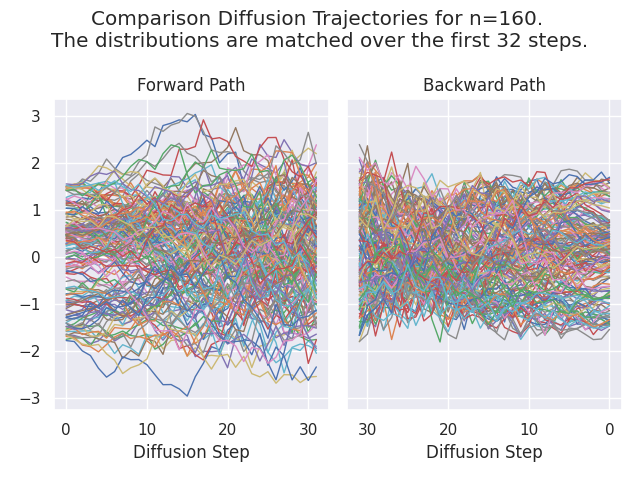 Comparison Diffusion Trajectories for n=160.
The distributions are matched over the first 32 steps.
Forward Path
Backward Path
3
2
1
0
−1
−2
−3
0 10 20 30
30 20 10 0
Diffusion Step
Diffusion Step